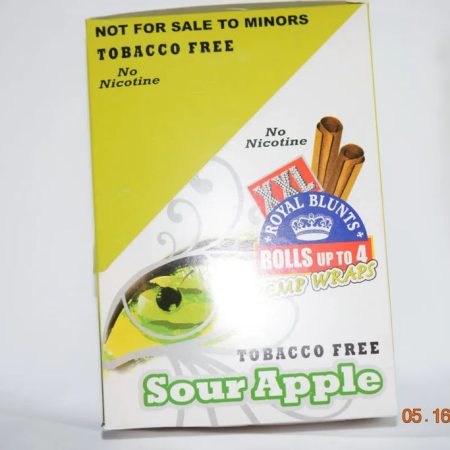 NOT FOR SALE TO MINORS
TOBACCO FREE
No
Nicotine
No
Nicotine
XXL
ROYAL BLUNTS
ROLLS UP TO 4
HEMP WRAPS
TOBACCO FREE
Sour Apple
05.16